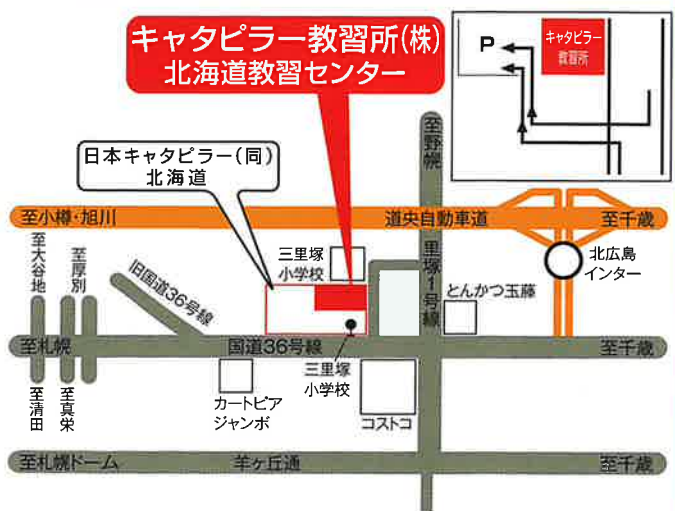 キャタピラー教習所(株)
北海道教習センター
P
キャタピラー
教習所
日本キャタピラー(同)
北海道
至野幌
至小樽・旭川
道央自動車道
至千歳
至大谷地
至厚別
旧国道36号線
三里塚
小学校
里塚1号線
北広島
インター
とんかつ玉藤
至札幌
国道36号線
至千歳
至清田
至真栄
カートピア
ジャンボ
三里塚
小学校
コストコ
至札幌ドーム
羊ヶ丘通
至千歳